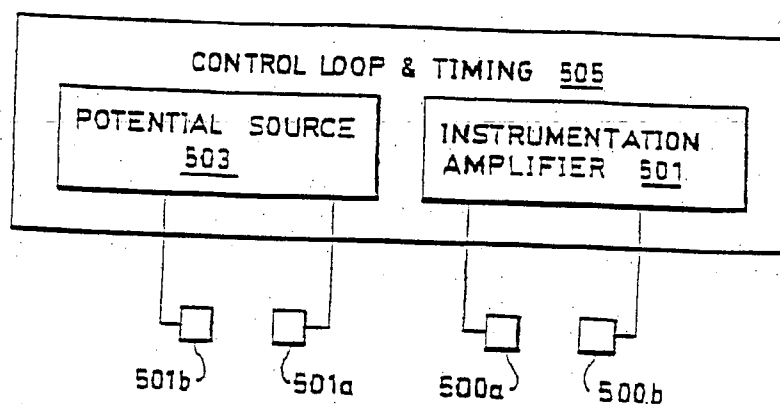 CONTROL LOOP & TIMING 505
POTENTIAL SOURCE
503
INSTRUMENTATION
AMPLIFIER 501
501b
501a
500a
500b